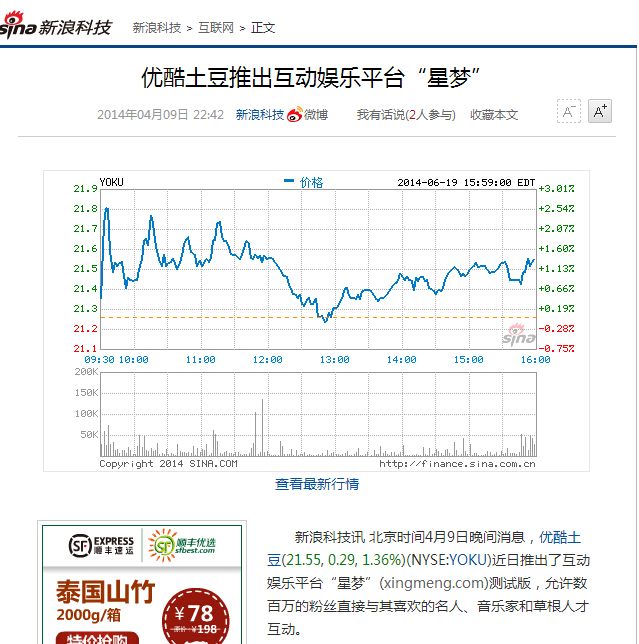 sina新浪科技 新浪科技 > 互联网 > 正文
优酷土豆推出互动娱乐平台“星梦”
2014年04月09日 22:42 新浪科技 微博 我有话说(2人参与) 收藏本文 A- A+
YOKU 价格 2014-06-19 15:59:00 EDT
21.9 +3.01%
21.8 +2.54%
21.7 +2.07%
21.6 +1.60%
21.5 +1.13%
21.4 +0.66%
21.3 +0.19%
21.2 -0.28%
sina
21.1 -0.75%
09:30 10:00 11:00 12:00 13:00 14:00 15:00 16:00
200K
150K
100K
50K
Copyright 2014 SINA.COM http://finance.sina.com.cn
查看最新行情
SF EXPRESS 顺丰速运 SF 顺丰优选 sfbest.com
泰国山竹
2000g/箱
¥78
原价 ¥198
特价抢购
新浪科技讯 北京时间4月9日晚间消息，优酷土
豆(21.55, 0.29, 1.36%)(NYSE:YOKU)近日推出了互动
娱乐平台“星梦”(xingmeng.com)测试版，允许数
百万的粉丝直接与其喜欢的名人、音乐家和草根人才
互动。